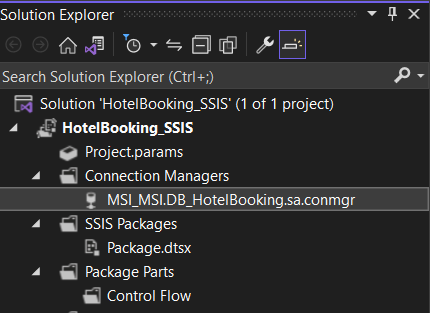 Solution Explorer
Search Solution Explorer (Ctrl+;)
Solution 'HotelBooking_SSIS' (1 of 1 project)
HotelBooking_SSIS
Project.params
Connection Managers
MSI_MSI.DB_HotelBooking.sa.conmgr
SSIS Packages
Package.dtsx
Package Parts
Control Flow